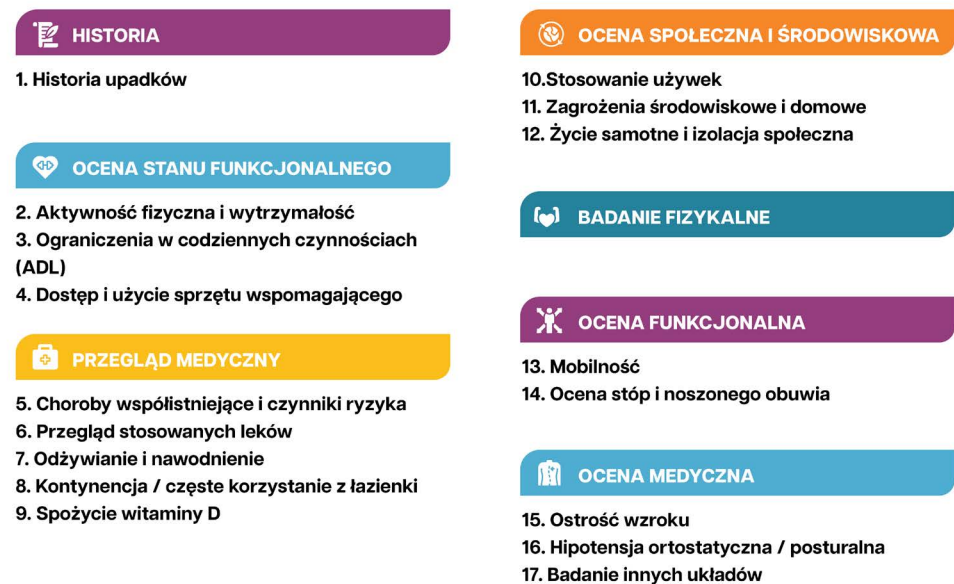 HISTORIA
1. Historia upadków
OCENA STANU FUNKCJONALNEGO
2. Aktywność fizyczna i wytrzymałość
3. Ograniczenia w codziennych czynnościach
(ADL)
4. Dostęp i użycie sprzętu wspomagającego
PRZEGLĄD MEDYCZNY
5. Choroby współistniejące i czynniki ryzyka
6. Przegląd stosowanych leków
7. Odżywianie i nawodnienie
8. Kontynencja / częste korzystanie z łazienki
9. Spożycie witaminy D
OCENA SPOŁECZNA I ŚRODOWISKOWA
10.Stosowanie używek
11. Zagrożenia środowiskowe i domowe
12. Życie samotne i izolacja społeczna
BADANIE FIZYKALNE
OCENA FUNKCJONALNA
13. Mobilność
14. Ocena stóp i noszonego obuwia
OCENA MEDYCZNA
15. Ostrość wzroku
16. Hipotensja ortostatyczna / posturalna
17. Badanie innych układów